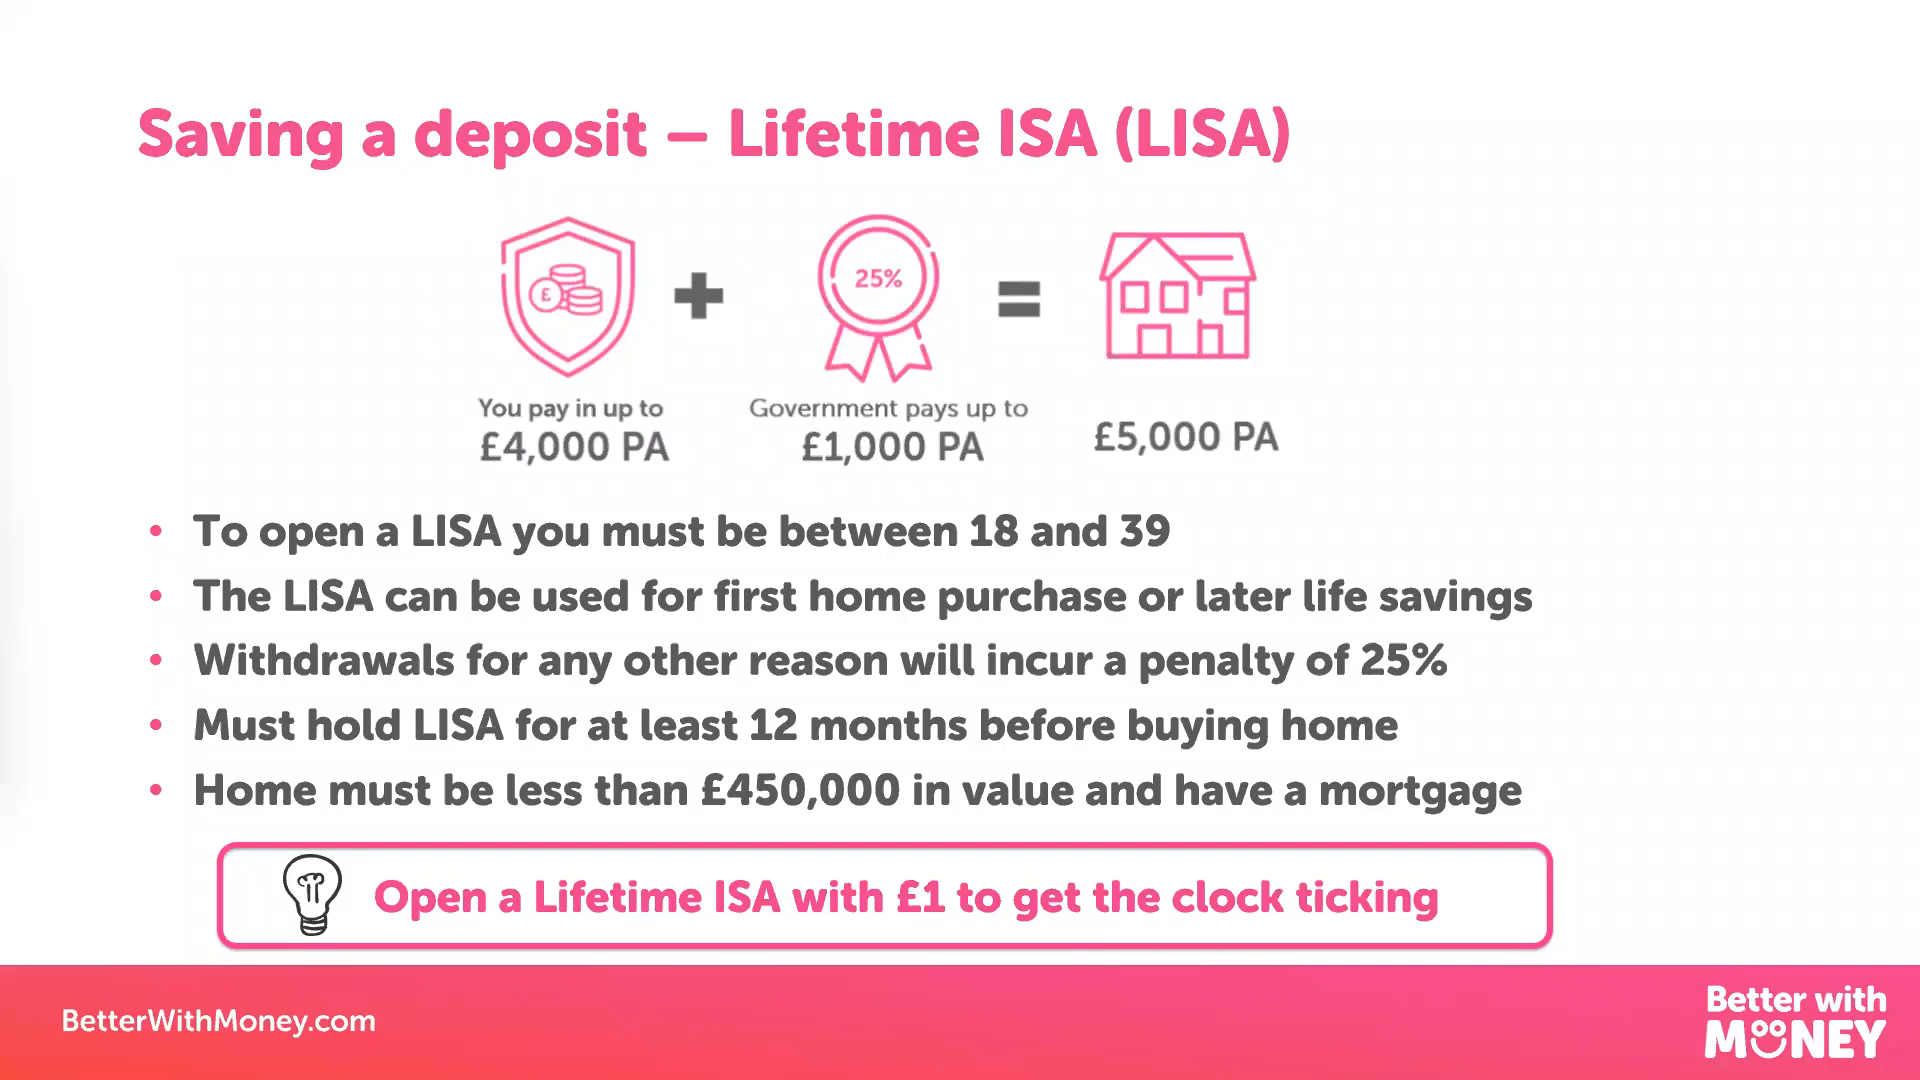 Saving a deposit – Lifetime ISA (LISA)
£
25%
You pay in up to
£4,000 PA
Government pays up to
£1,000 PA
£5,000 PA
• To open a LISA you must be between 18 and 39
• The LISA can be used for first home purchase or later life savings
• Withdrawals for any other reason will incur a penalty of 25%
• Must hold LISA for at least 12 months before buying home
• Home must be less than £450,000 in value and have a mortgage
Open a Lifetime ISA with £1 to get the clock ticking
BetterWithMoney.com
Better with
MONEY